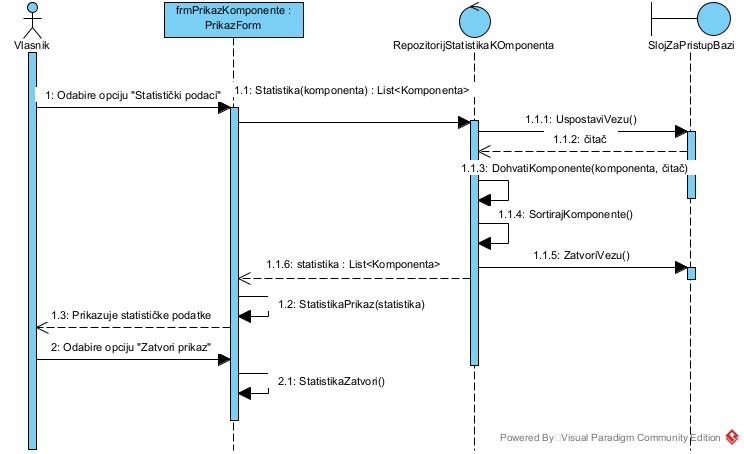 frmPrikazKomponente :
PrikazForm
Vlasnik
RepozitorijStatistikaKOmponenta
SlojZaPristupBazi
1: Odabire opciju "Statistički podaci"
1.1: Statistika(komponenta) : List<Komponenta>
1.1.1: UspostaviVezu()
1.1.2: čitač
1.1.3: DohvatiKomponente(komponenta, čitač)
1.1.4: SortirajKomponente()
1.1.5: ZatvoriVezu()
1.1.6: statistika : List<Komponenta>
1.2: StatistikaPrikaz(statistika)
1.3: Prikazuje statističke podatke
2: Odabire opciju "Zatvori prikaz"
2.1: StatistikaZatvori()
Powered By Visual Paradigm Community Edition